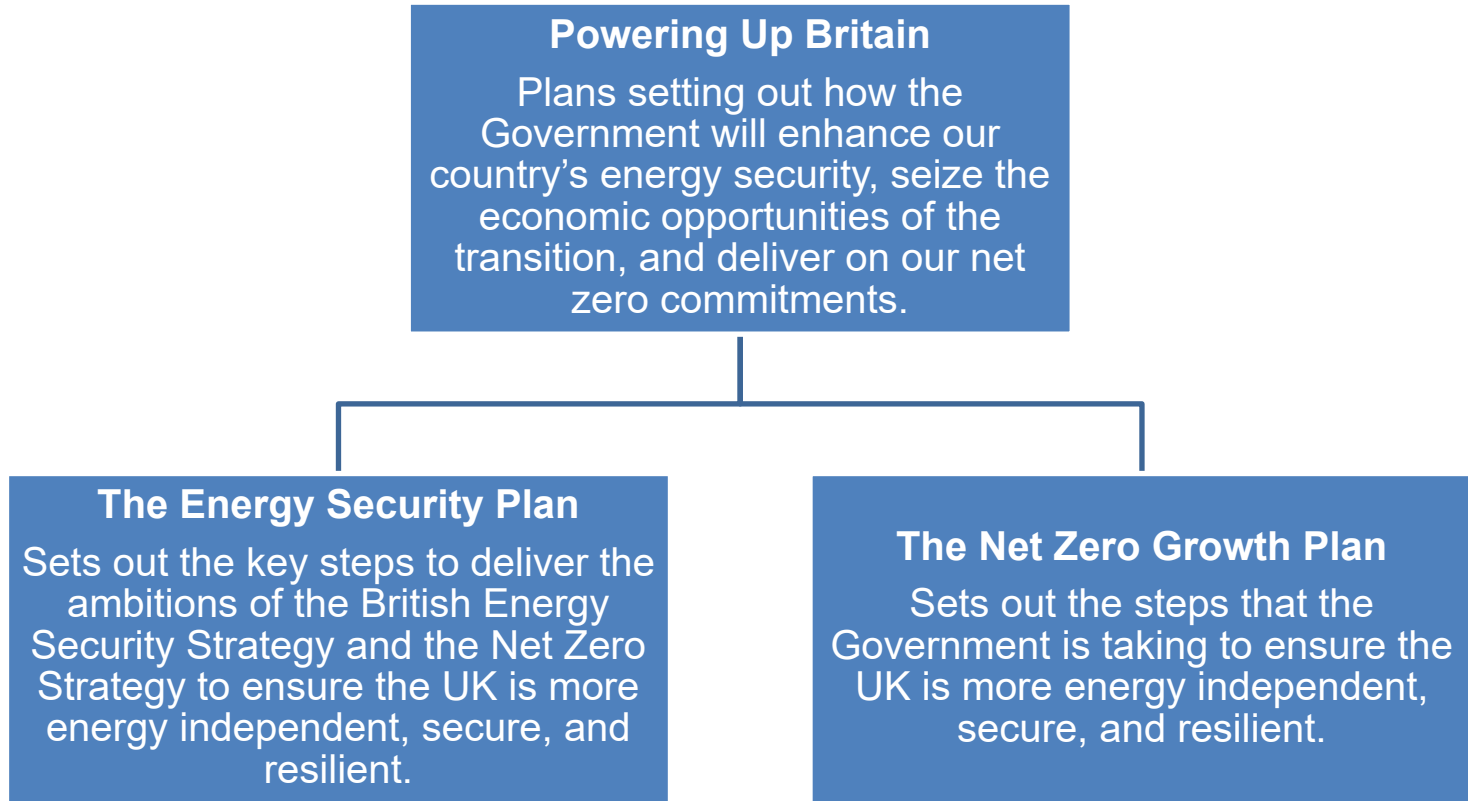 Powering Up Britain
Plans setting out how the
Government will enhance our
country’s energy security, seize the
economic opportunities of the
transition, and deliver on our net
zero commitments.
The Energy Security Plan
Sets out the key steps to deliver the
ambitions of the British Energy
Security Strategy and the Net Zero
Strategy to ensure the UK is more
energy independent, secure, and
resilient.
The Net Zero Growth Plan
Sets out the steps that the
Government is taking to ensure the
UK is more energy independent,
secure, and resilient.